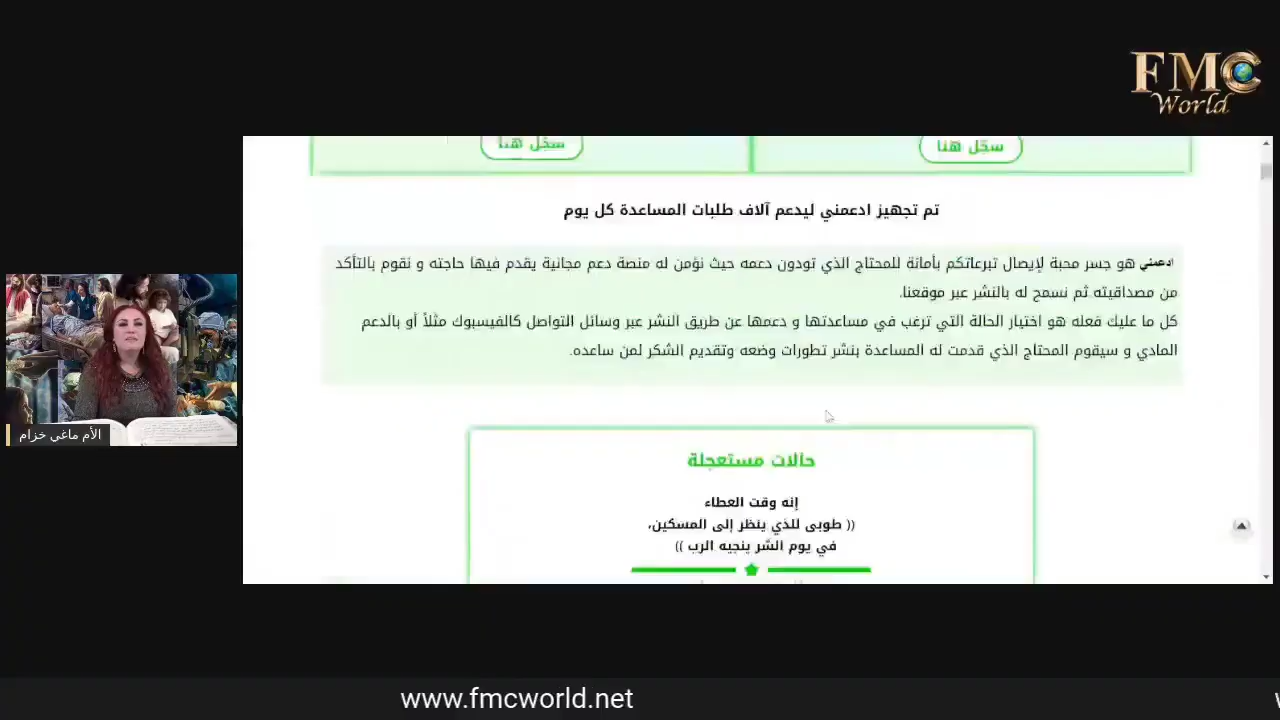 FMC
World
سجّل هنا
سجّل هنا
تم تجهيز ادعمني ليدعم آلاف طلبات المساعدة كل يوم
ادعمني هو جسر محبة لإيصال تبرعاتكم بأمانة للمحتاج الذي تودون دعمه حيث نؤمن له منصة دعم مجانية يقدم فيها حاجته و نقوم بالتأكد
من مصداقيته ثم نسمح له بالنشر عبر موقعنا.
كل ما عليك فعله هو اختيار الحالة التي ترغب في مساعدتها و دعمها عن طريق النشر عبر وسائل التواصل كالفيسبوك مثلاً أو بالدعم
المادي و سيقوم المحتاج الذي قدمت له المساعدة بنشر تطورات وضعه وتقديم الشكر لمن ساعده.
حالات مستعجلة
إنه وقت العطاء
(( طوبى للذي ينظر إلى المسكين،
في يوم الشّر ينجيه الرب ))
الأم ماغي خزام
www.fmcworld.net